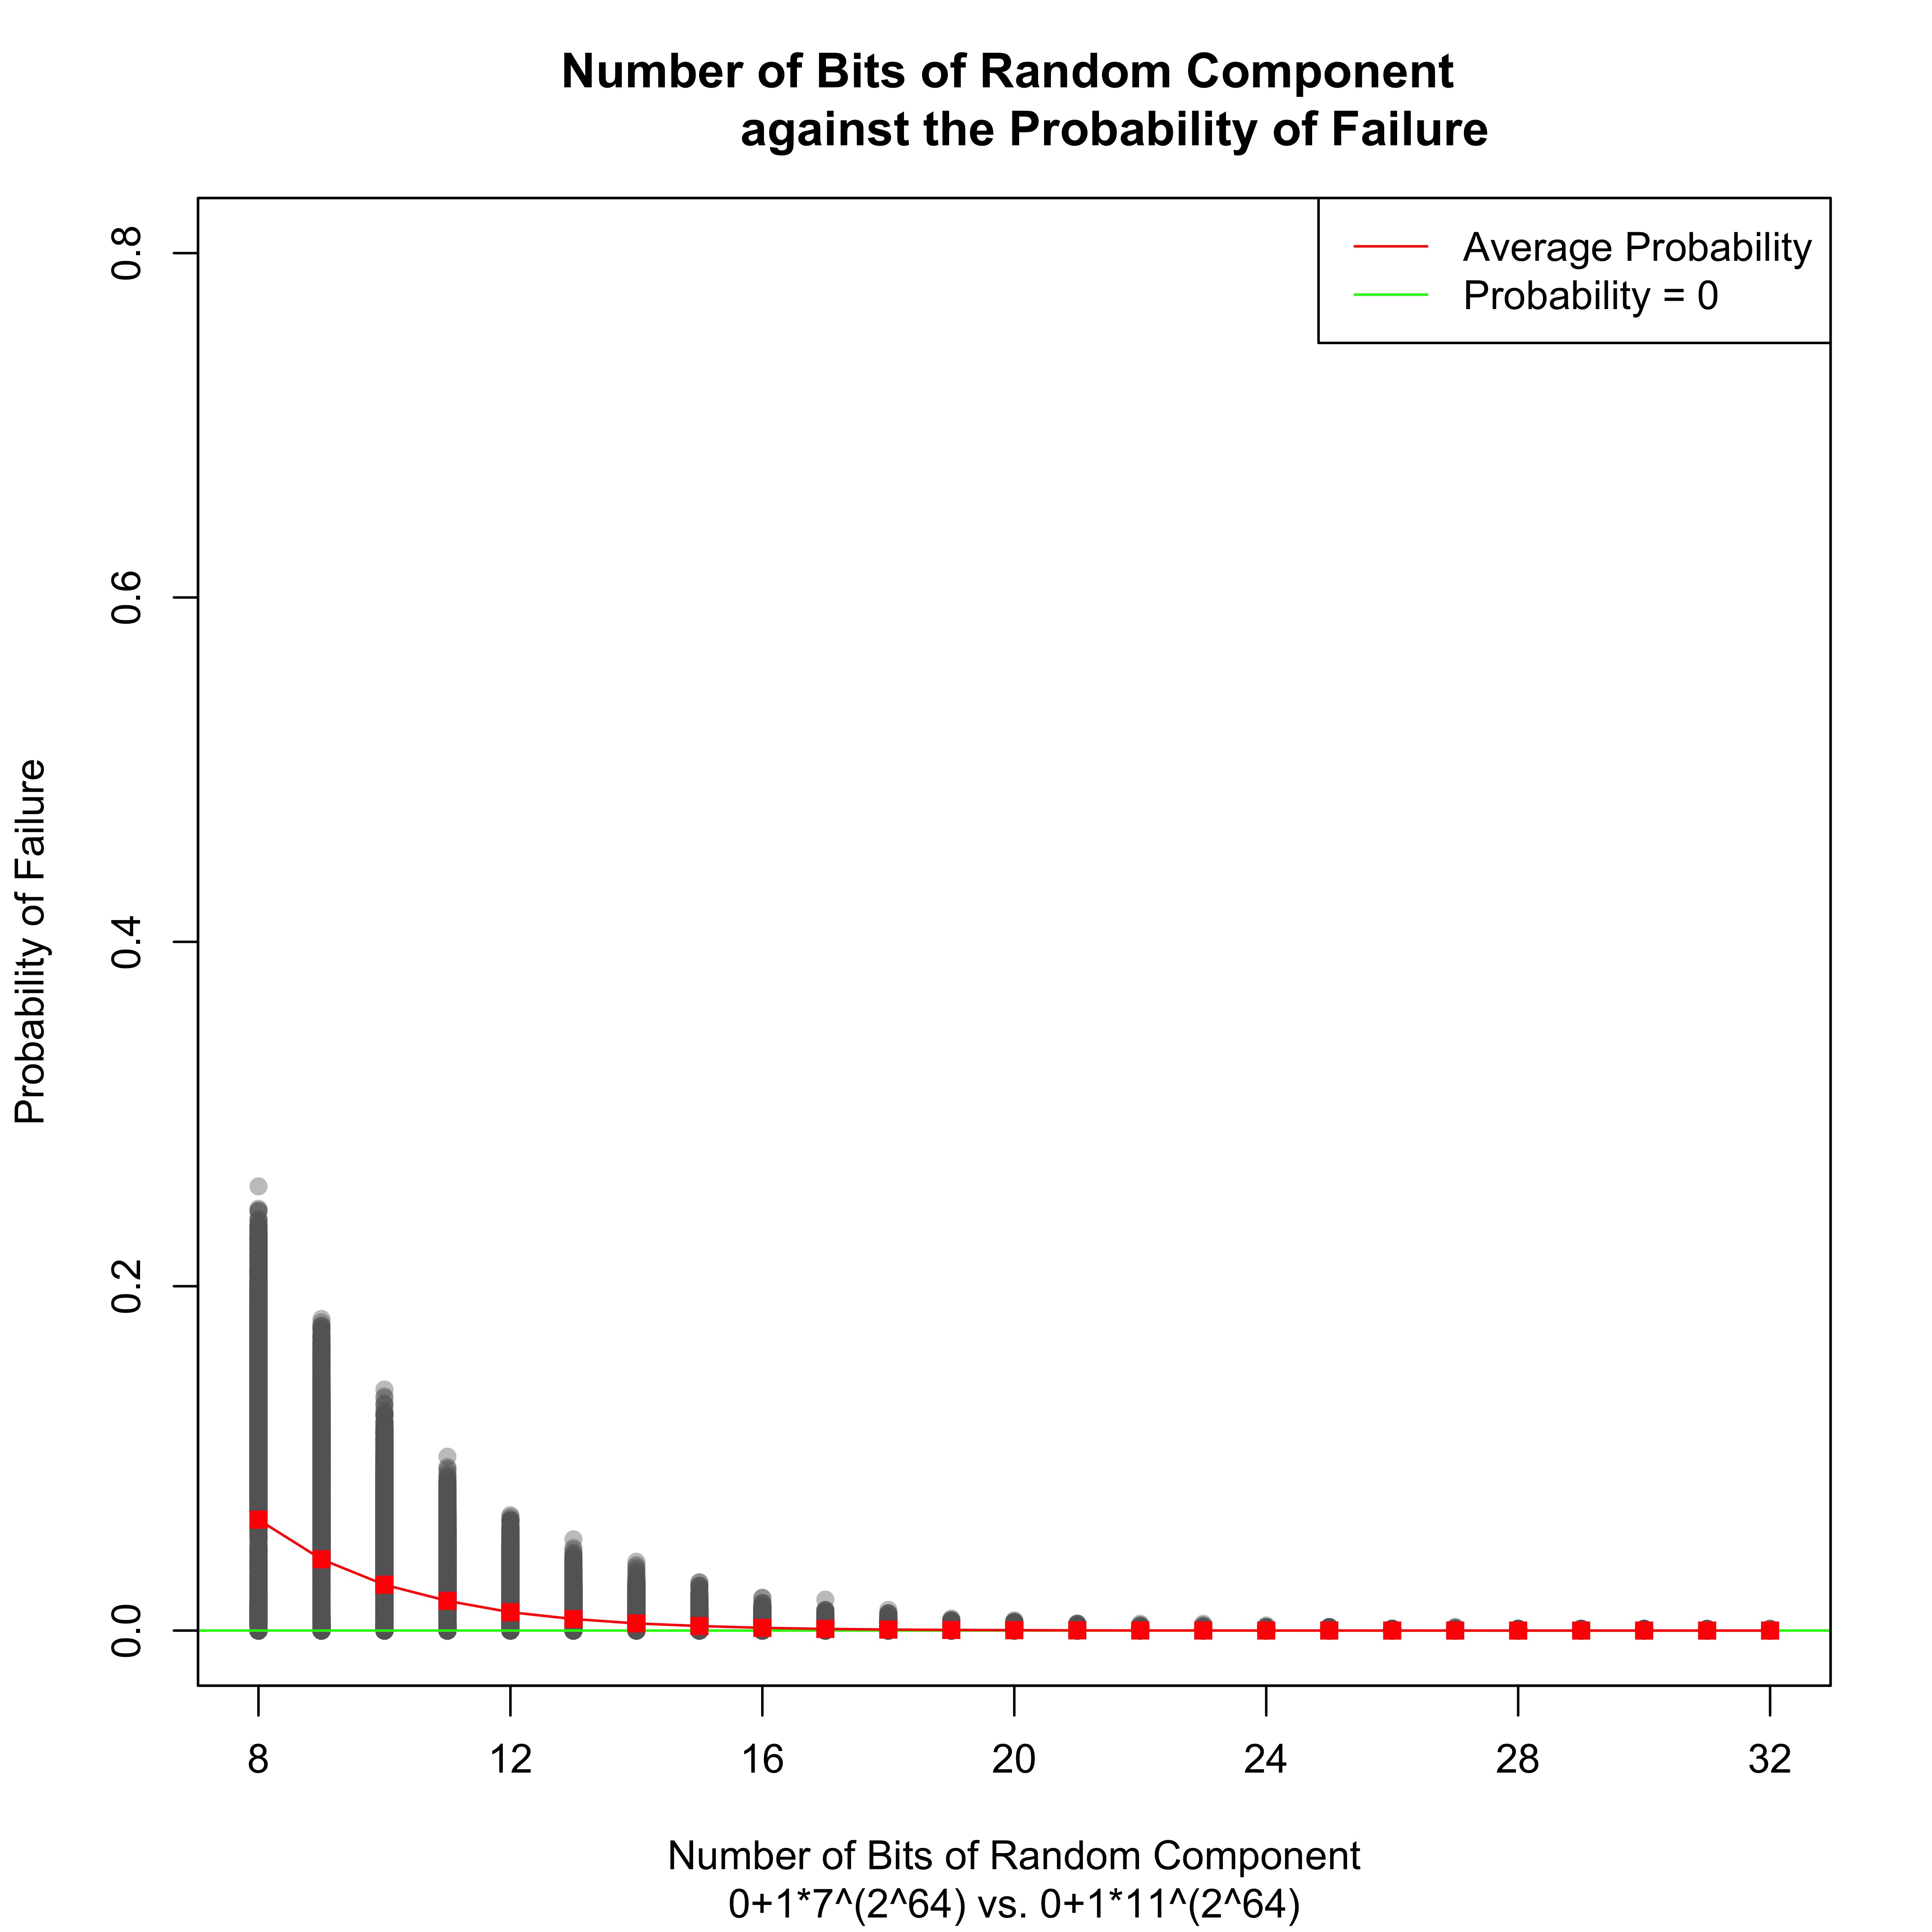 Number of Bits of Random Component
against the Probability of Failure
Average Probability
Probability = 0
0.8
0.6
0.4
0.2
0.0
Probability of Failure
8 12 16 20 24 28 32
Number of Bits of Random Component
0+1*7^(2^64) vs. 0+1*11^(2^64)